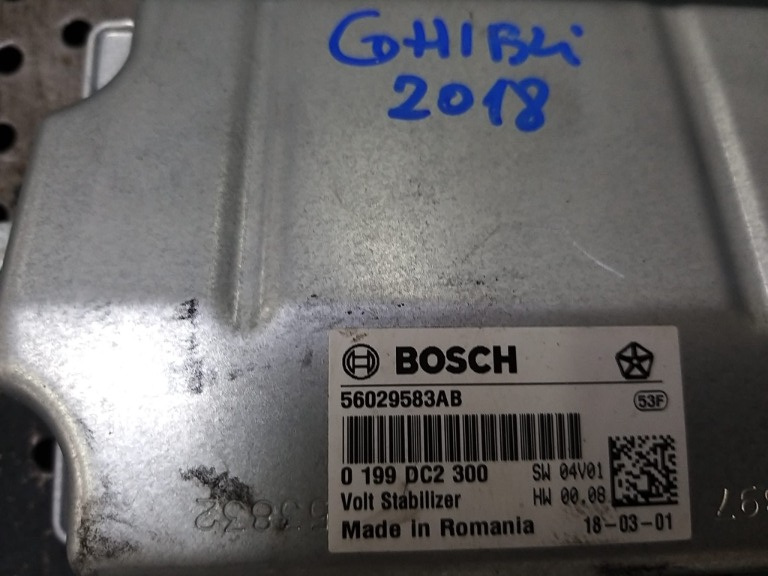 GHIBLi
2018
BOSCH
56029583AB
53F
0 199 DC2 300
SW 04V01
Volt Stabilizer
HW 00.08
Made in Romania
18-03-01